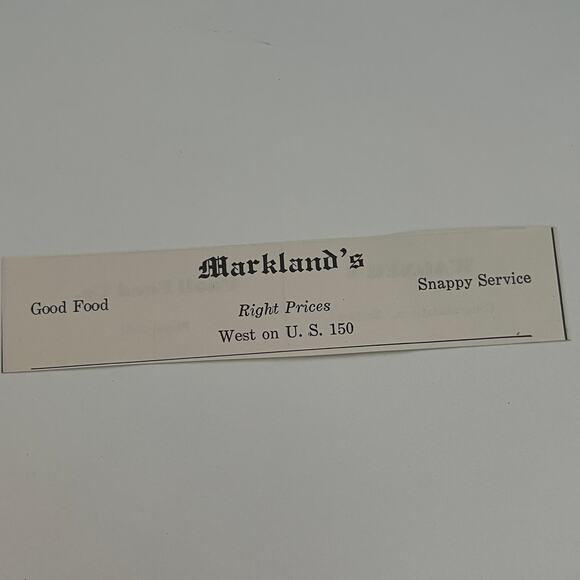 Markland's
Good Food
Right Prices
Snappy Service
West on U. S. 150